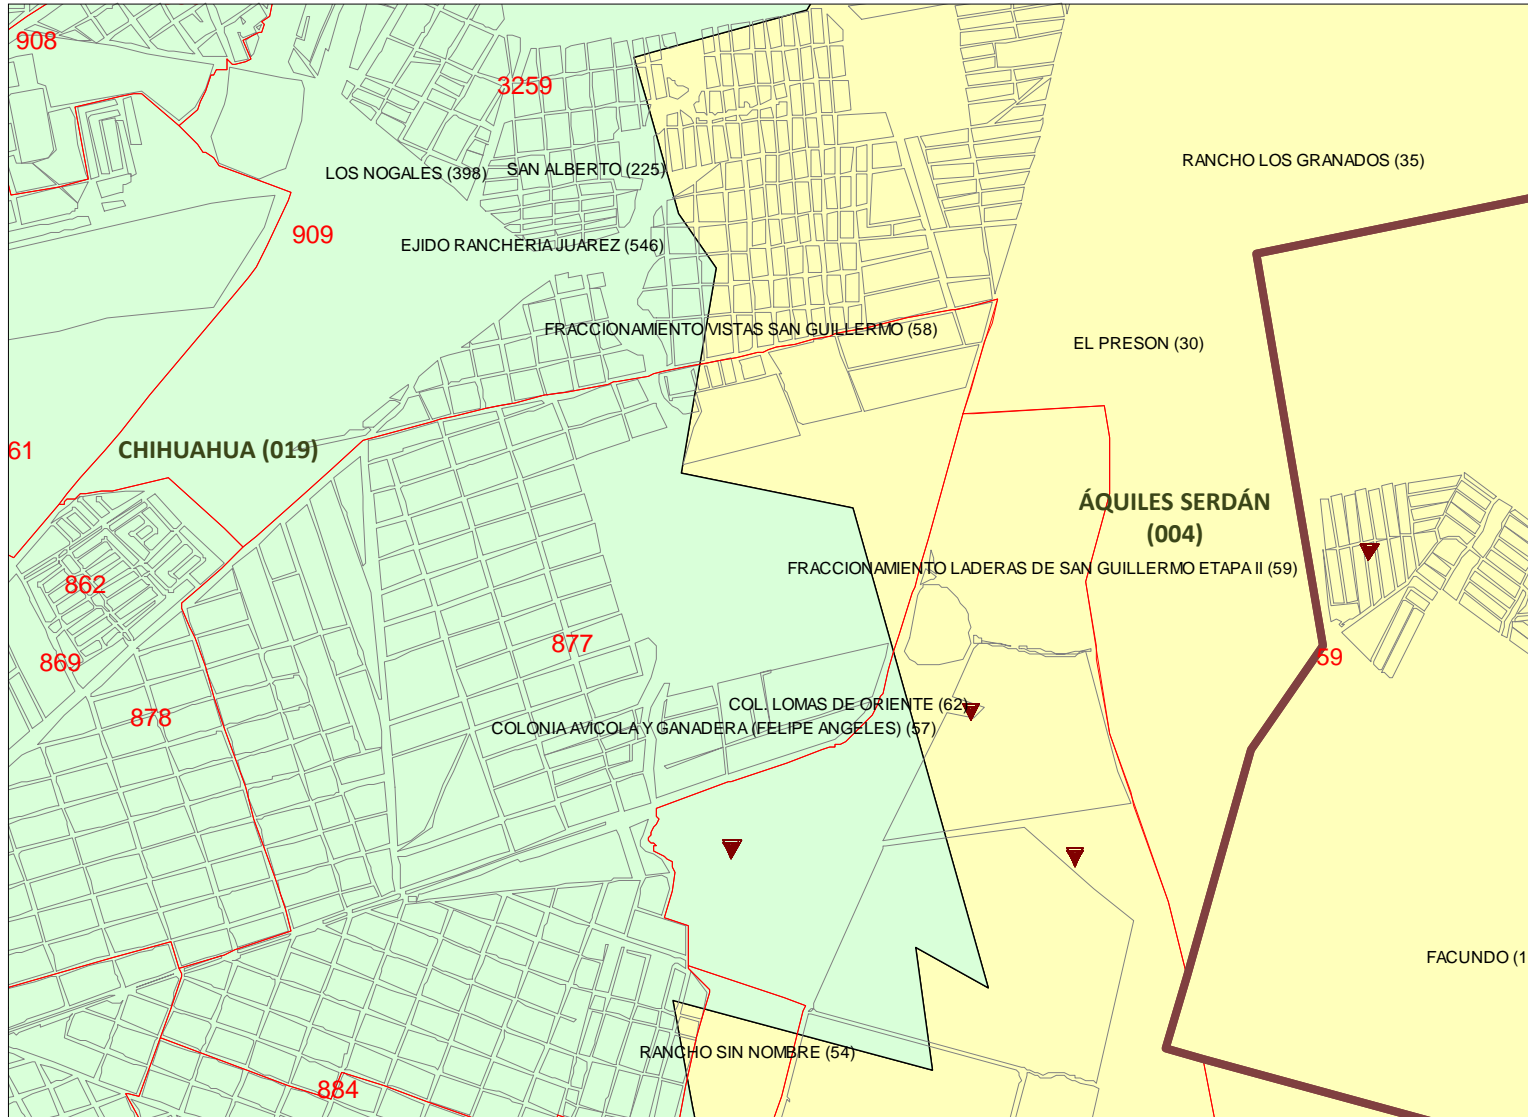 908
3259
RANCHO LOS GRANADOS (35)
LOS NOGALES (398)
SAN ALBERTO (225)
909
EJIDO RANCHERIA JUAREZ (546)
FRACCIONAMIENTO VISTAS SAN GUILLERMO (58)
EL PRESON (30)
61
CHIHUAHUA (019)
ÁQUILES SERDÁN
(004)
FRACCIONAMIENTO LADERAS DE SAN GUILLERMO ETAPA II (59)
862
877
869
59
COL. LOMAS DE ORIENTE (62)
878
COLONIA AVICOLA Y GANADERA (FELIPE ANGELES) (57)
FACUNDO (1
RANCHO SIN NOMBRE (54)
884